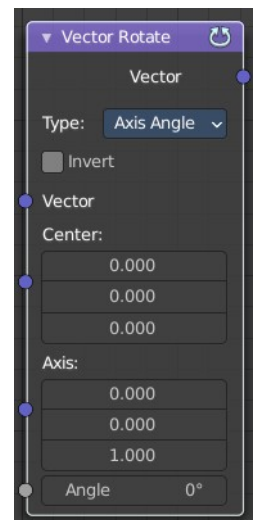 Vector Rotate
Vector
Type: Axis Angle
Invert
Vector
Center:
0.000
0.000
0.000
Axis:
0.000
0.000
1.000
Angle 0°